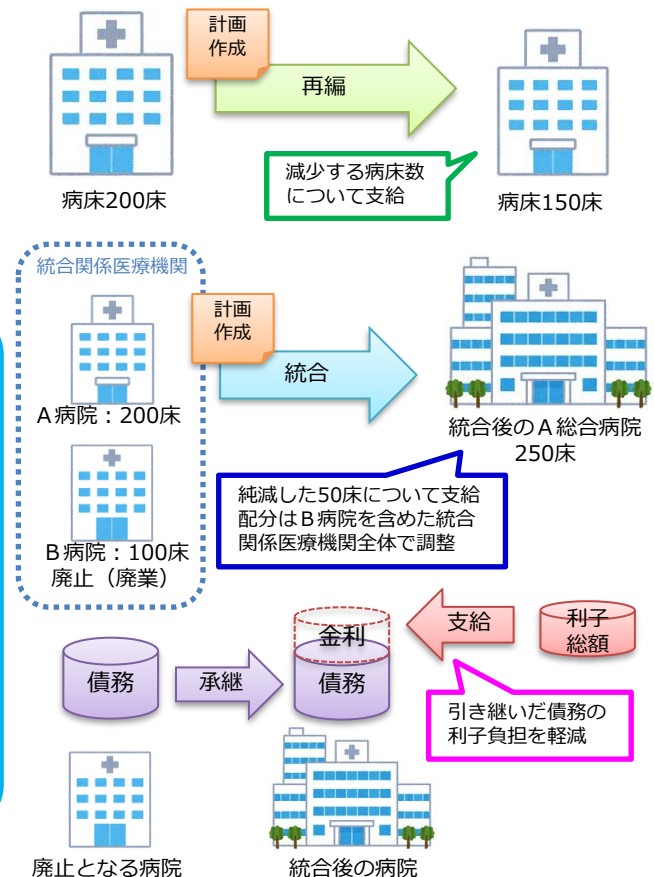 計画
作成
再編
減少する病床数
について支給
病床200床
病床150床
統合関係医療機関
計画
作成
統合
A病院：200床
統合後のA総合病院
250床
B病院：100床
廃止（廃業）
純減した50床について支給
配分はB病院を含めた統合
関係医療機関全体で調整
債務
承継
金利
債務
支給
利子
総額
引き継いだ債務の
利子負担を軽減
廃止となる病院
統合後の病院